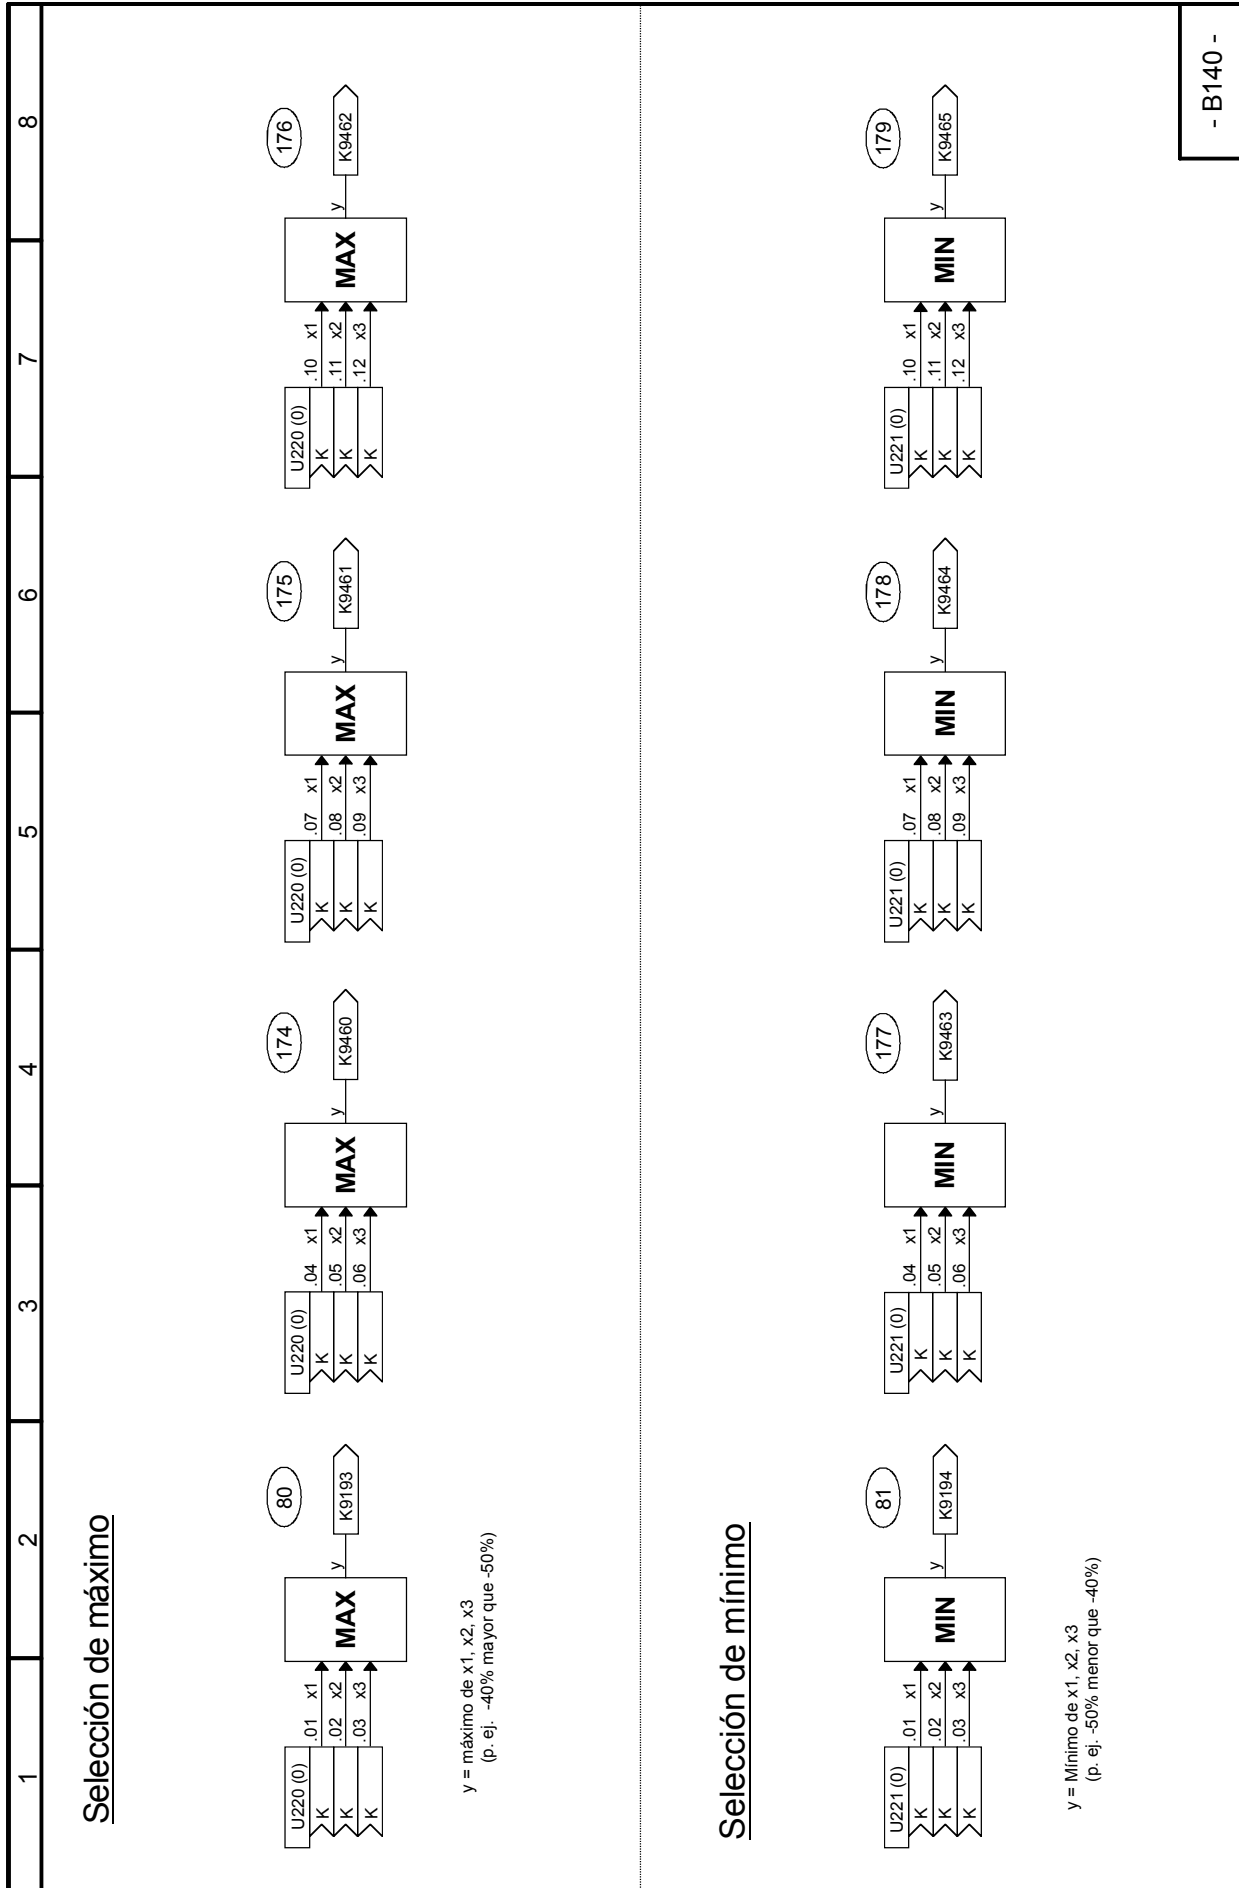 1 2 3 4 5 6 7 8
Selección de máximo
U220 (0)
K .01 x1
K .02 x2
K .03 x3
MAX
y
K9193
80
U220 (0)
K .04 x1
K .05 x2
K .06 x3
MAX
y
K9460
174
U220 (0)
K .07 x1
K .08 x2
K .09 x3
MAX
y
K9461
175
U220 (0)
K .10 x1
K .11 x2
K .12 x3
MAX
y
K9462
176
y = máximo de x1, x2, x3
(p. ej. -40% mayor que -50%)
Selección de mínimo
U221 (0)
K .01 x1
K .02 x2
K .03 x3
MIN
y
K9194
81
U221 (0)
K .04 x1
K .05 x2
K .06 x3
MIN
y
K9463
177
U221 (0)
K .07 x1
K .08 x2
K .09 x3
MIN
y
K9464
178
U221 (0)
K .10 x1
K .11 x2
K .12 x3
MIN
y
K9465
179
y = Mínimo de x1, x2, x3
(p. ej. -50% menor que -40%)
- B140 -